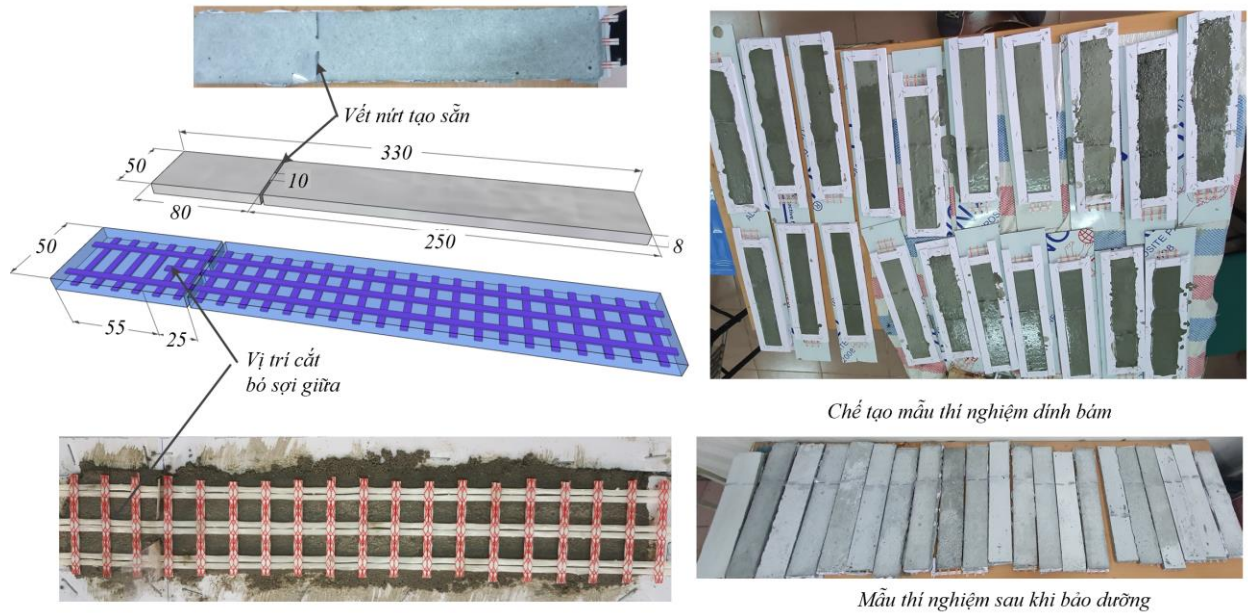 Vết nứt tạo sẵn
330
50
10
80
250
8
50
55
25
Vị trí cắt
bỏ sợi giữa
Chế tạo mẫu thí nghiệm dính bám
Mẫu thí nghiệm sau khi bảo dưỡng